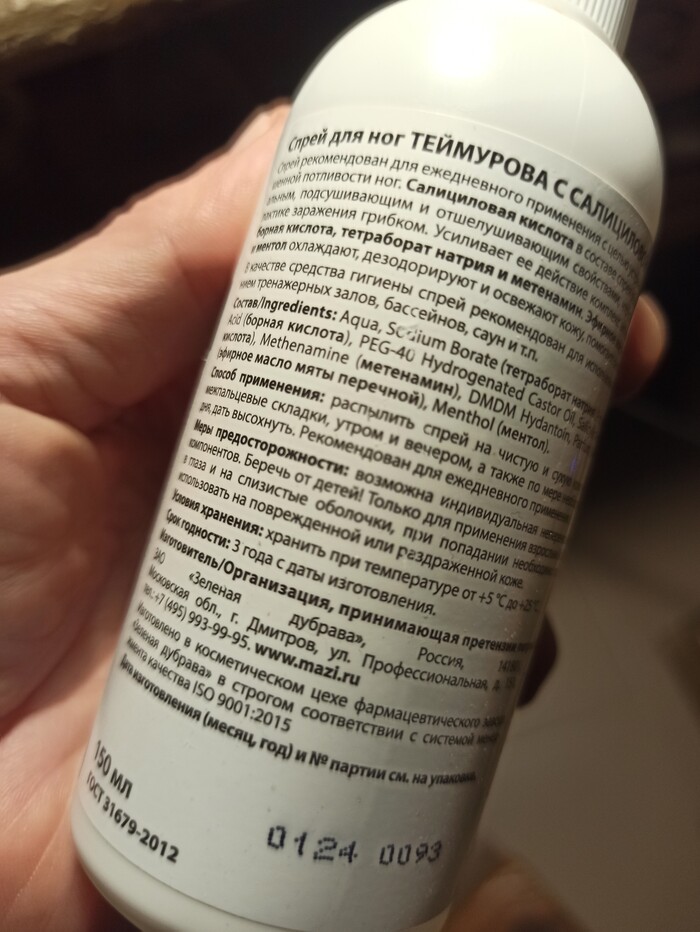 Спрей для ног ТЕЙМУРОВА С САЛИЦИЛОВ
Спрей рекомендован для ежедневного применения с целью
потливости ног. Салициловая кислота в составе
подсушивающим и отшелушивающим свойствами
заражения грибком. Усиливает ее действие комплекс
борная кислота, тетраборат натрия и метенамин. Эфирное
и ментол охлаждают, дезодорируют и освежают кожу,
В качестве средства гигиены спрей рекомендован для
тренажерных залов, бассейнов, саун и т.п.
Состав/Ingredients: Aqua, Sodium Borate (тетраборат натрия
Acid (борная кислота), PEG-40 Hydrogenated Castor Oil,
кислота), Methenamine (метенамин), DMDM Hydantoin,
(эфирное масло мяты перечной), Menthol (ментол).
Способ применения: распылить спрей на чистую и сухую
межпальцевые складки, утром и вечером, а также по мере
дня, дать высохнуть. Рекомендован для ежедневного применения
Меры предосторожности: возможна индивидуальная
компонентов. Беречь от детей! Только для применения
в глаза и на слизистые оболочки, при попадании необходимо
использовать на поврежденной или раздраженной коже.
Условия хранения: хранить при температуре от +5 °C до +25 °C
Срок годности: 3 года с даты изготовления.
Изготовитель/Организация, принимающая претензии
ЗАО «Зеленая дубрава», Россия,
Московская обл., г. Дмитров, ул. Профессиональная, д.
тел. +7 (495) 993-99-95. www.mazi.ru
Изготовлено в косметическом цехе фармацевтического
«Зеленая дубрава» в строгом соответствии с системой
качества ISO 9001:2015
Дата изготовления (месяц, год) и № партии см. на упаковке.
150 мл
ГОСТ 31679-2012
0124 0093